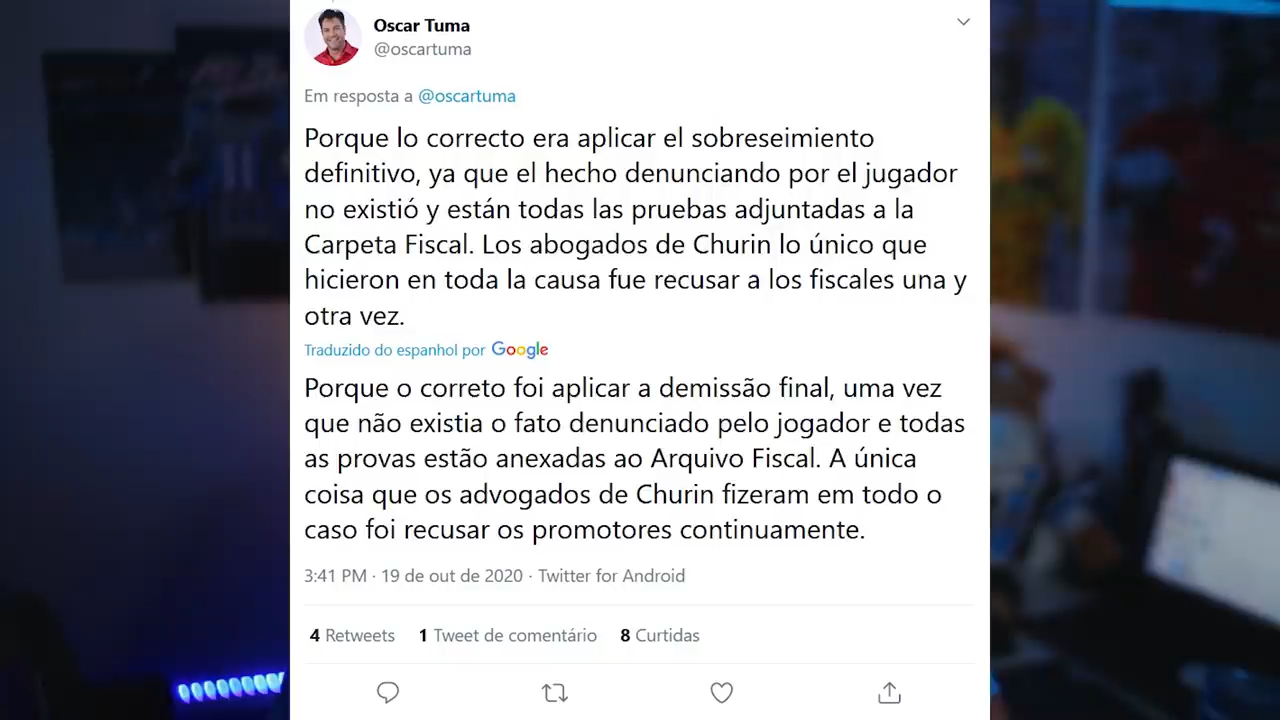 Oscar Tuma
@oscartuma
Em resposta a @oscartuma
Porque lo correcto era aplicar el sobreseimiento
definitivo, ya que el hecho denunciando por el jugador
no existió y están todas las pruebas adjuntadas a la
Carpeta Fiscal. Los abogados de Churin lo único que
hicieron en toda la causa fue recusar a los fiscales una y
otra vez.
Traduzido do espanhol por Google
Porque o correto foi aplicar a demissão final, uma vez
que não existia o fato denunciado pelo jogador e todas
as provas estão anexadas ao Arquivo Fiscal. A única
coisa que os advogados de Churin fizeram em todo o
caso foi recusar os promotores continuamente.
3:41 PM · 19 de out de 2020 · Twitter for Android
4 Retweets 1 Tweet de comentário 8 Curtidas